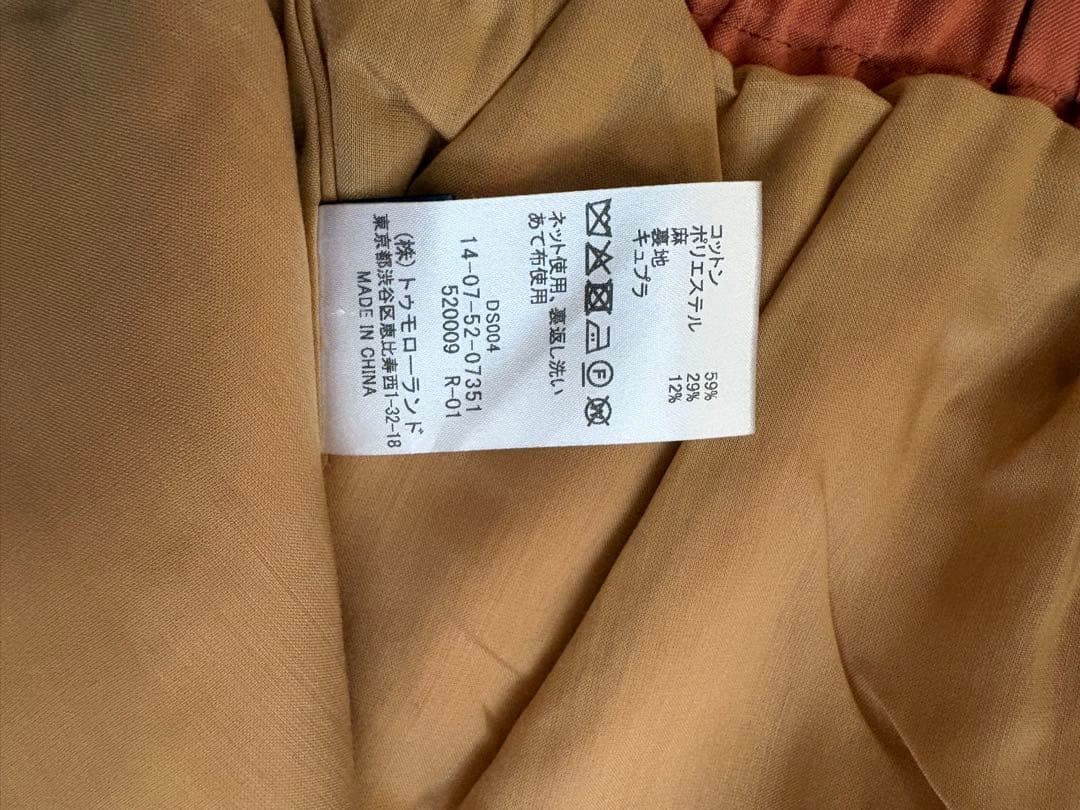 コットン 59%
ポリエステル 29%
麻 12%
裏地
キュプラ
ネット使用、裏返し洗い
あて布使用
DS004
14-07-52-07351
520009 R-01
(株)トゥモローランド
東京都渋谷区恵比寿西1-32-18
MADE IN CHINA